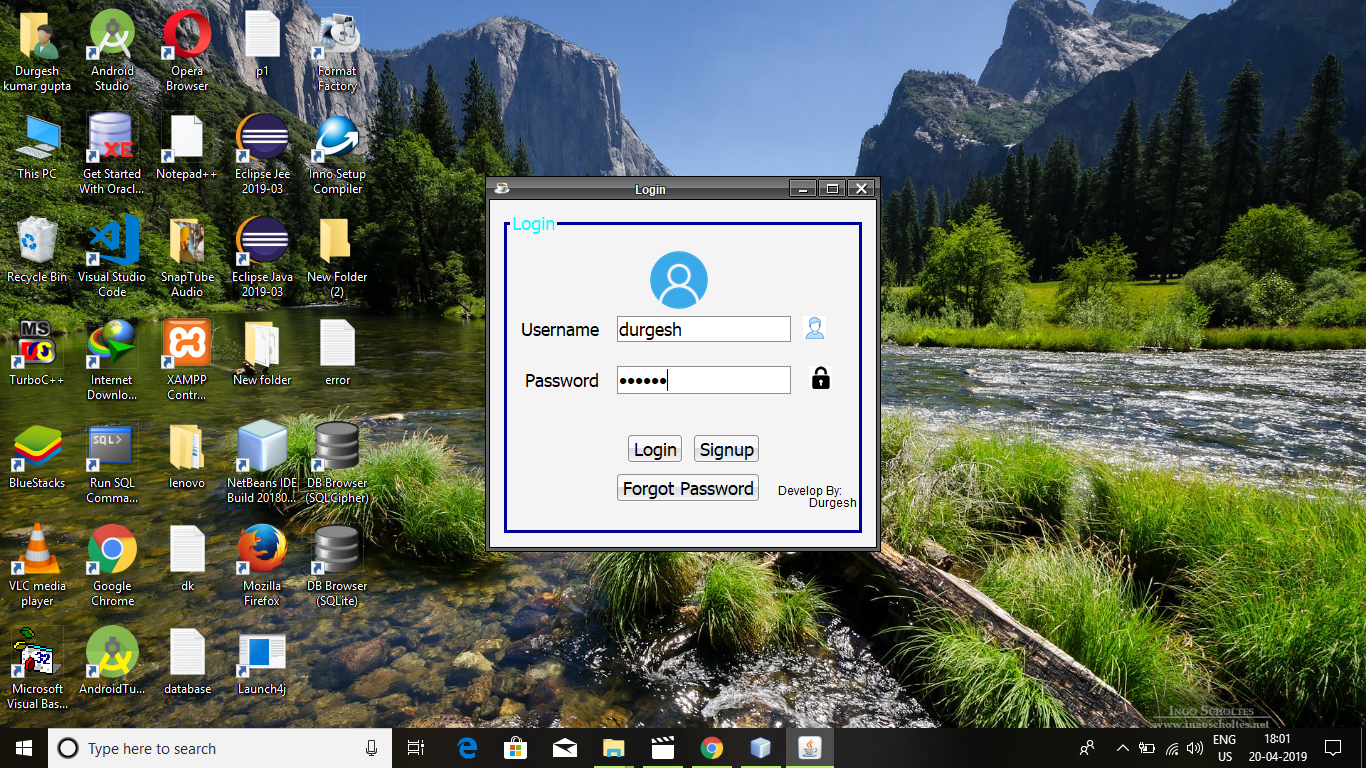 Durgesh
kumar gupta
Android
Studio
Opera
Browser
p1
Format
Factory
This PC
XE
Get Started
With Oracl...
Notepad++
Eclipse Jee
2019-03
Inno Setup
Compiler
Recycle Bin
Visual Studio
Code
SnapTube
Audio
Eclipse Java
2019-03
New Folder
(2)
MS
TurboC++
Internet
Downlo...
XAMPP
Contr...
New folder
error
BlueStacks
SQL>
Run SQL
Comma...
lenovo
NetBeans IDE
Build 20180...
DB Browser
(SQLCipher)
VLC media
player
Google
Chrome
dk
Mozilla
Firefox
DB Browser
(SQLite)
32
Microsoft
Visual Bas...
AndroidTu...
database
Launch4j
Login
Login
Username
durgesh
Password
Login
Signup
Forgot Password
Develop By:
Durgesh
Ingo Scholtes
www.ingoscholtes.net
Type here to search
ENG
US
18:01
20-04-2019